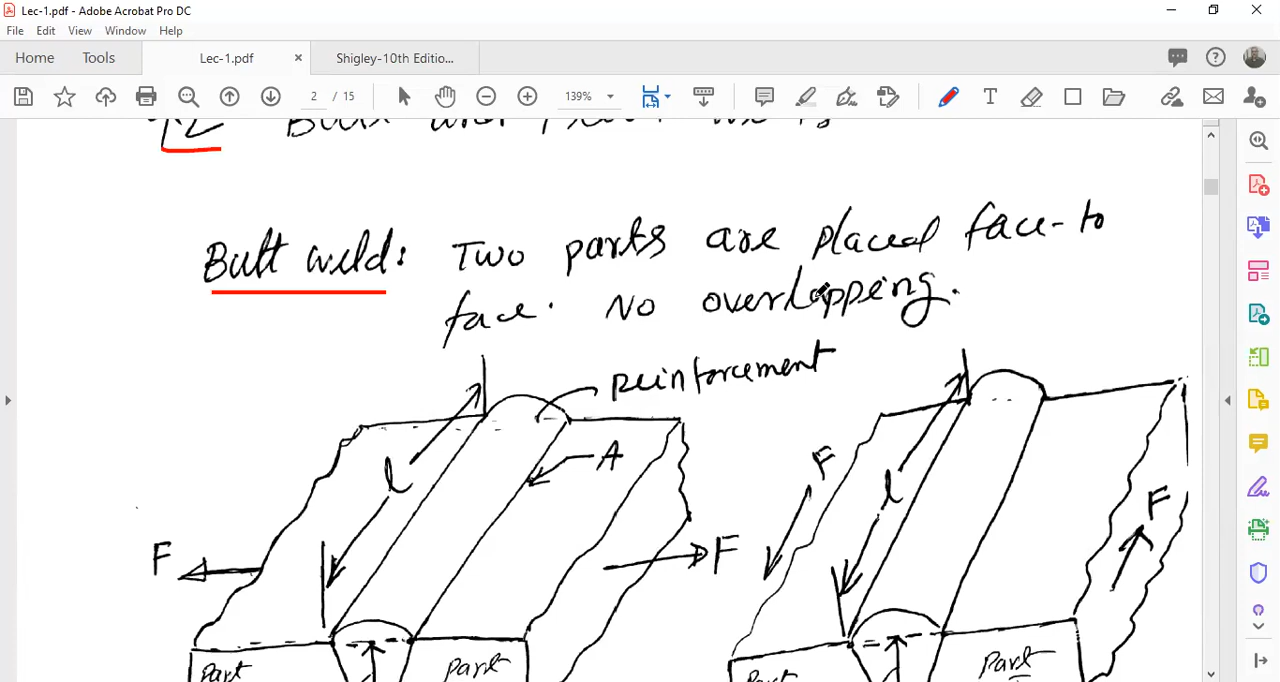 Lec-1.pdf - Adobe Acrobat Pro DC
File Edit View Window Help
Home Tools Lec-1.pdf × Shigley-10th Editio...
2 / 15 139%
Butt weld: Two parts are placed face-to
face. No overlapping.
reinforcement
l A F F
l F F
Part Part
Part Part